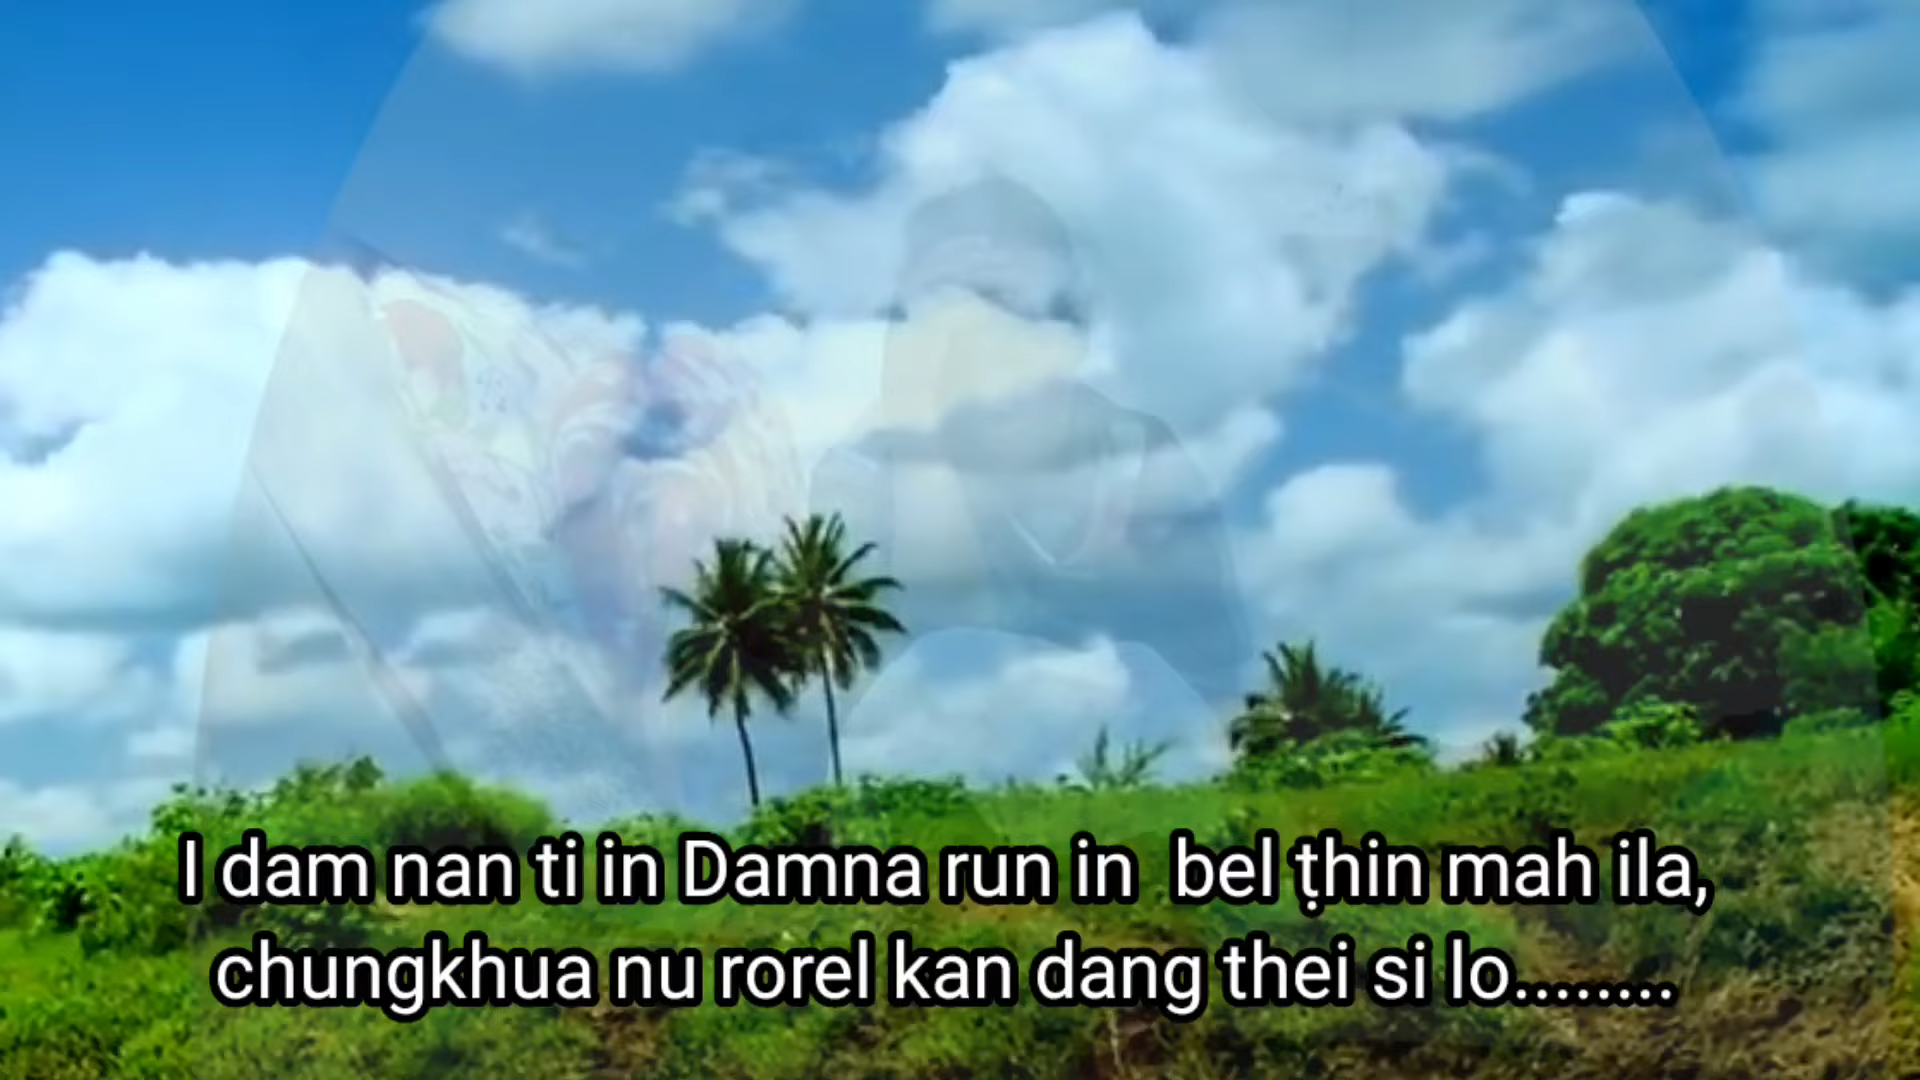 I dam nan ti in Damna run in bel ṭhin mah ila,
chungkhua nu rorel kan dang thei si lo........